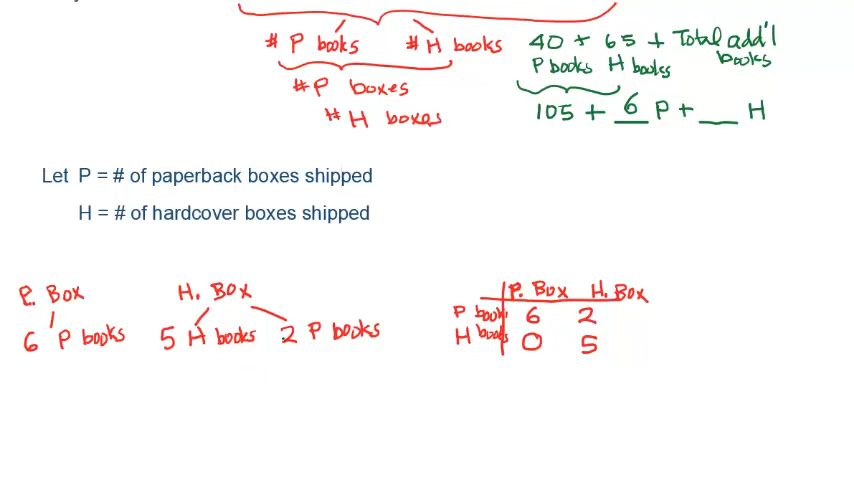 # P books # H books 40 + 65 + Total add'l books
P books H books
# P boxes
# H boxes
105 + 6 P + __ H
Let P = # of paperback boxes shipped
H = # of hardcover boxes shipped
P. Box H. Box
6 P books 5 H books 2 P books
P. Box H. Box
P books 6 2
H books 0 5